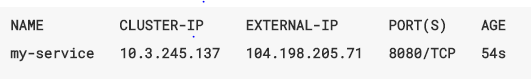 NAME CLUSTER-IP EXTERNAL-IP PORT(S) AGE
my-service 10.3.245.137 104.198.205.71 8080/TCP 54s